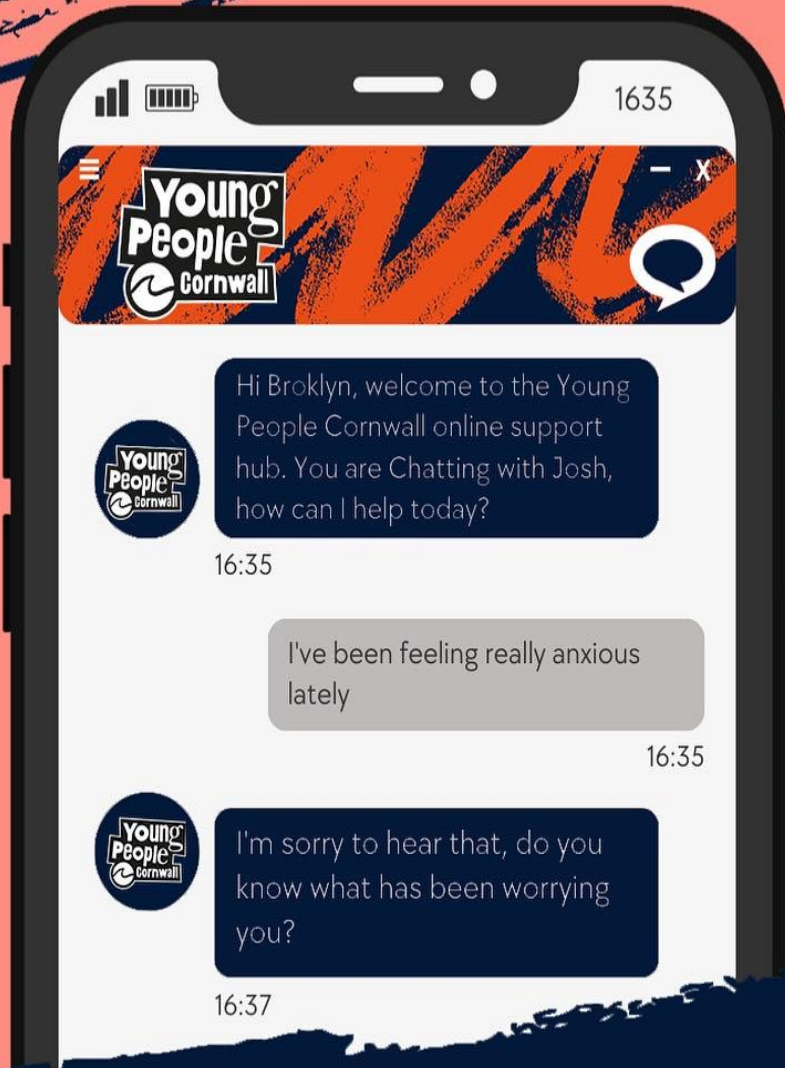 1635
X
Young
People
Cornwall
Hi Broklyn, welcome to the Young
People Cornwall online support
hub. You are Chatting with Josh,
how can I help today?
Young
People
Cornwall
16:35
I've been feeling really anxious
lately
16:35
Young
People
Cornwall
I'm sorry to hear that, do you
know what has been worrying
you?
16:37